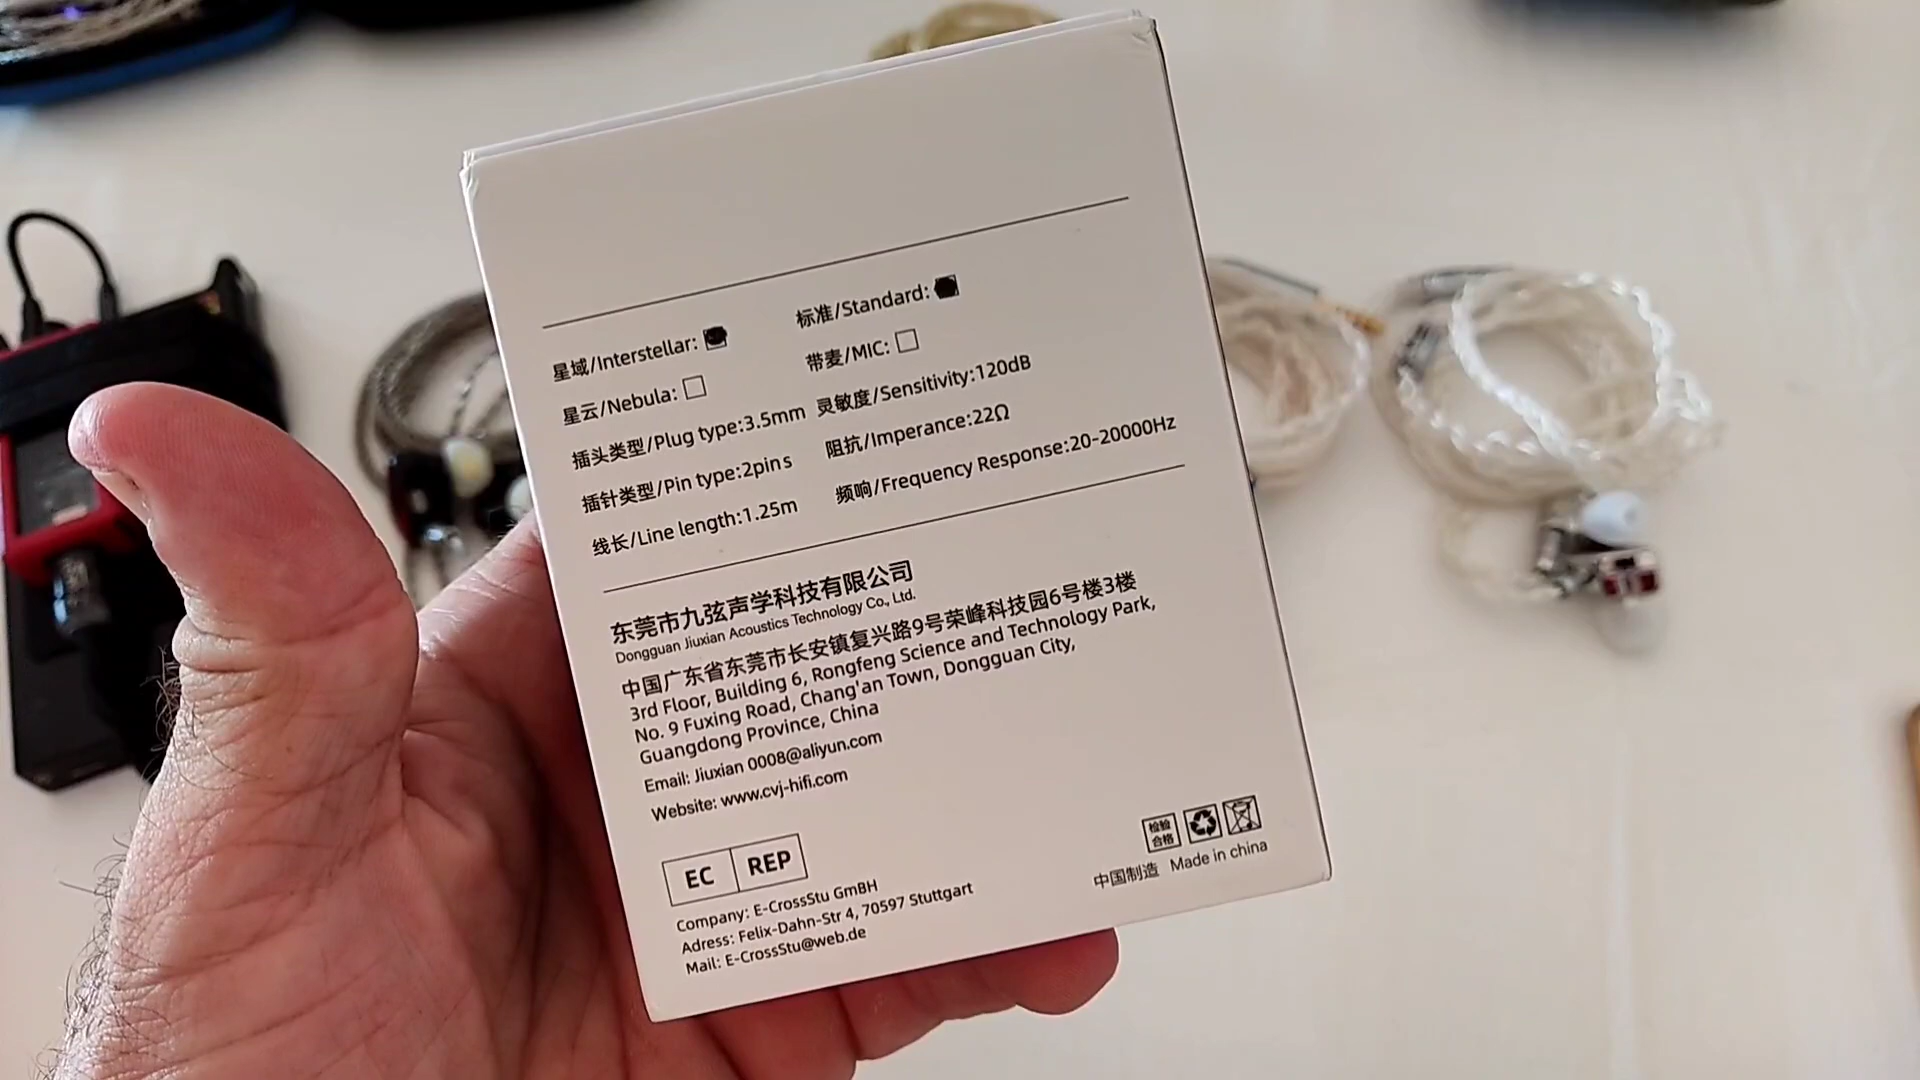 星域/Interstellar:
标准/Standard:
星云/Nebula:
带麦/MIC:
插头类型/Plug type:3.5mm
灵敏度/Sensitivity:120dB
插针类型/Pin type:2pins
阻抗/Imperance:22Ω
线长/Line length:1.25m
频响/Frequency Response:20-20000Hz
东莞市九弦声学科技有限公司
Dongguan Jiuxian Acoustics Technology Co., Ltd.
中国广东省东莞市长安镇复兴路9号荣峰科技园6号楼3楼
3rd Floor, Building 6, Rongfeng Science and Technology Park,
No. 9 Fuxing Road, Chang'an Town, Dongguan City,
Guangdong Province, China
Email: Jiuxian 0008@aliyun.com
Website: www.cvj-hifi.com
EC REP
Company: E-CrossStu GmBH
Adress: Felix-Dahn-Str 4, 70597 Stuttgart
Mail: E-CrossStu@web.de
检验
合格
中国制造 Made in china